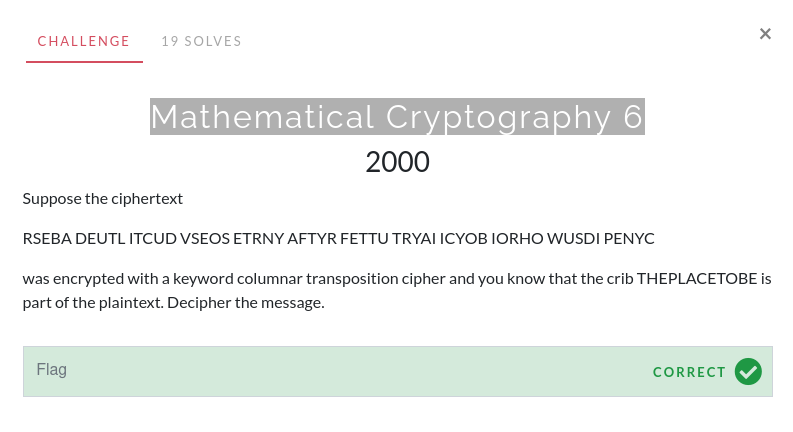 CHALLENGE 19 SOLVES ×
Mathematical Cryptography 6
2000
Suppose the ciphertext
RSEBA DEUTL ITCUD VSEOS ETRNY AFTYR FETTU TRYAI ICYOB IORHO WUSDI PENYC
was encrypted with a keyword columnar transposition cipher and you know that the crib THEPLACETOBE is
part of the plaintext. Decipher the message.
Flag CORRECT